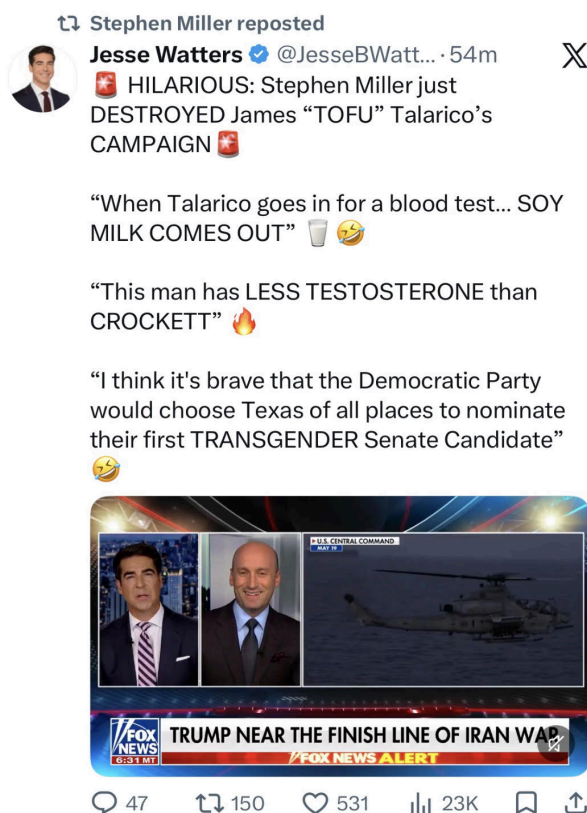 Stephen Miller reposted
Jesse Watters @JesseBWatt... · 54m
🚨 HILARIOUS: Stephen Miller just
DESTROYED James “TOFU” Talarico’s
CAMPAIGN🚨
“When Talarico goes in for a blood test... SOY
MILK COMES OUT” 🥛 🤣
“This man has LESS TESTOSTERONE than
CROCKETT” 🔥
“I think it's brave that the Democratic Party
would choose Texas of all places to nominate
their first TRANSGENDER Senate Candidate”
🤣
U.S. CENTRAL COMMAND
MAY 19
FOX
NEWS
6:31 MT
TRUMP NEAR THE FINISH LINE OF IRAN WAR
FOX NEWS ALERT
47 150 531 23K